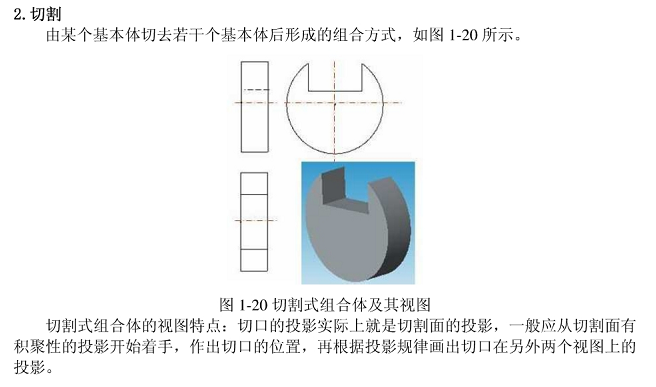 2. 切割
由某个基本体切去若干个基本体后形成的组合方式，如图 1-20 所示。
图 1-20 切割式组合体及其视图
切割式组合体的视图特点：切口的投影实际上就是切割面的投影，一般应从切割面有
积聚性的投影开始着手，作出切口的位置，再根据投影规律画出切口在另外两个视图上的
投影。